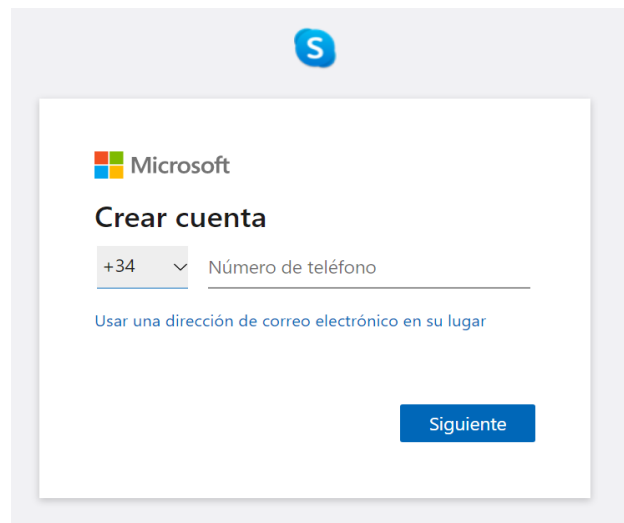 S
Microsoft
Crear cuenta
+34 Número de teléfono
Usar una dirección de correo electrónico en su lugar
Siguiente